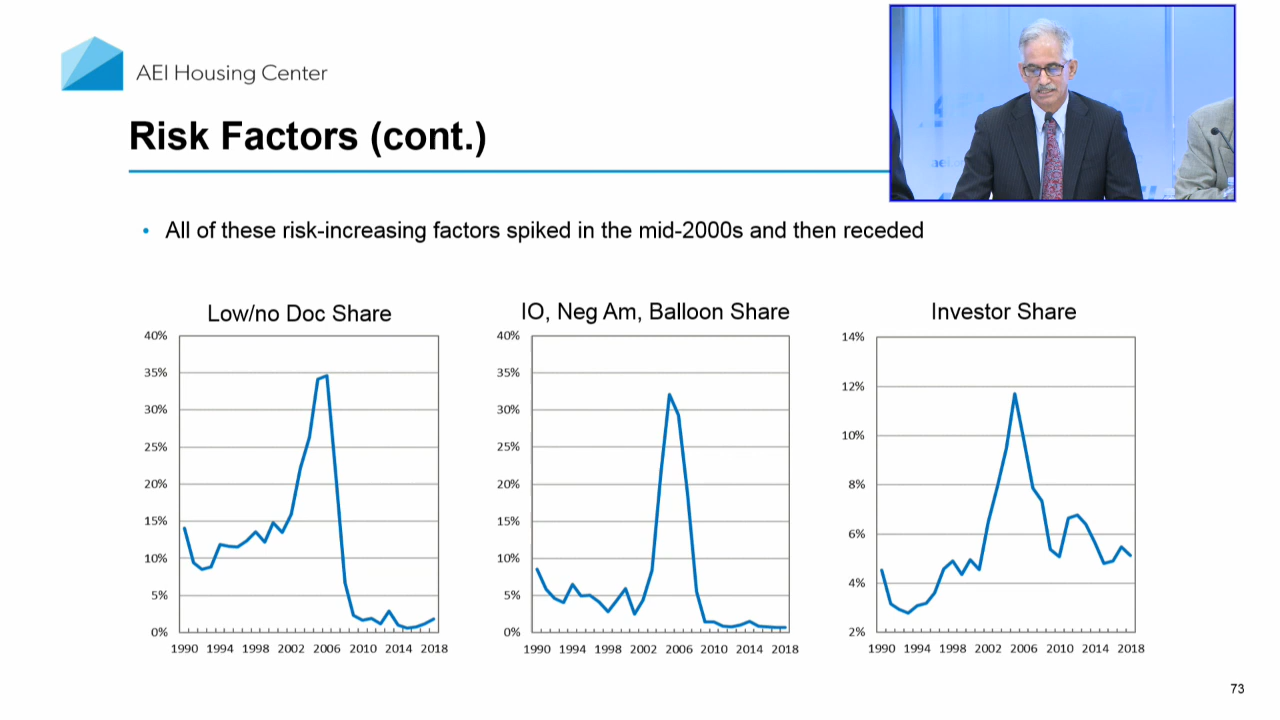 AEI Housing Center
Risk Factors (cont.)
• All of these risk-increasing factors spiked in the mid-2000s and then receded
Low/no Doc Share
40%
35%
30%
25%
20%
15%
10%
5%
0%
1990 1994 1998 2002 2006 2010 2014 2018
IO, Neg Am, Balloon Share
40%
35%
30%
25%
20%
15%
10%
5%
0%
1990 1994 1998 2002 2006 2010 2014 2018
Investor Share
14%
12%
10%
8%
6%
4%
2%
1990 1994 1998 2002 2006 2010 2014 2018
73